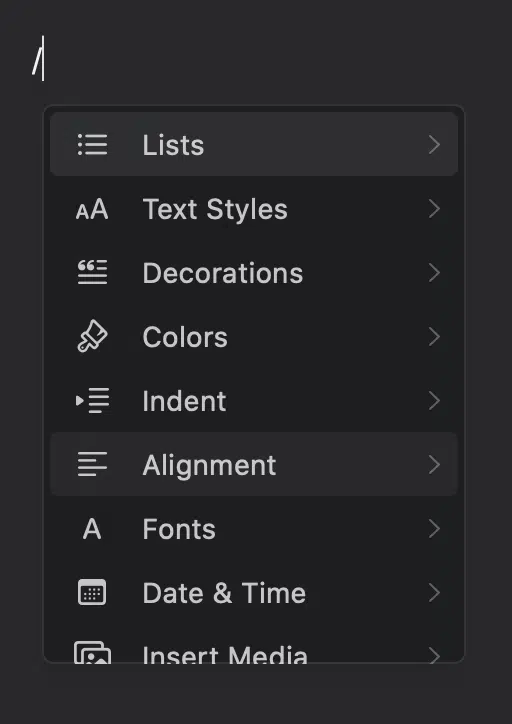 /
Lists
Text Styles
Decorations
Colors
Indent
Alignment
Fonts
Date & Time
Insert Media